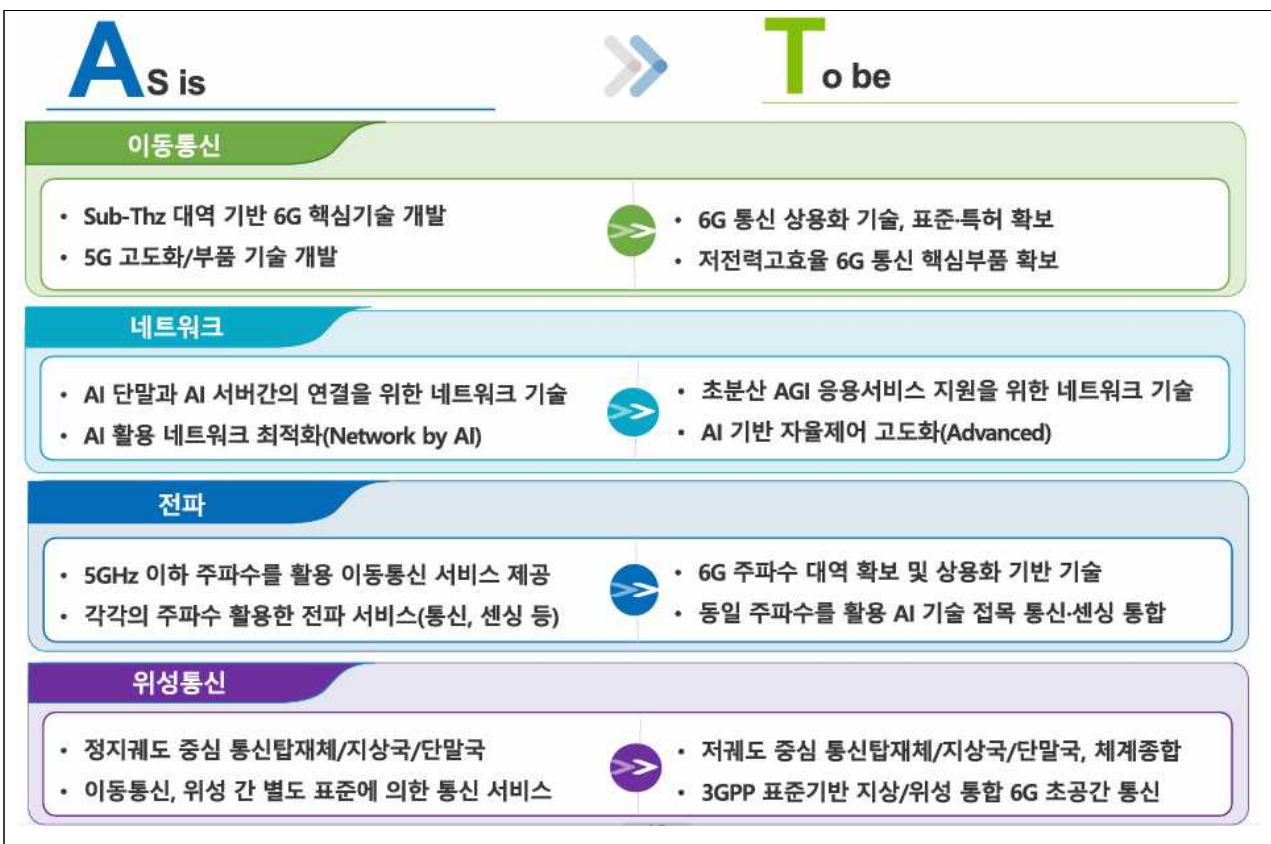 As is
To be
이동통신
• Sub-Thz 대역 기반 6G 핵심기술 개발
• 5G 고도화/부품 기술 개발
• 6G 통신 상용화 기술, 표준·특허 확보
• 저전력고효율 6G 통신 핵심부품 확보
네트워크
• AI 단말과 AI 서버간의 연결을 위한 네트워크 기술
• AI 활용 네트워크 최적화(Network by AI)
• 초분산 AGI 응용서비스 지원을 위한 네트워크 기술
• AI 기반 자율제어 고도화(Advanced)
전파
• 5GHz 이하 주파수를 활용 이동통신 서비스 제공
• 각각의 주파수 활용한 전파 서비스(통신, 센싱 등)
• 6G 주파수 대역 확보 및 상용화 기반 기술
• 동일 주파수를 활용 AI 기술 접목 통신·센싱 통합
위성통신
• 정지궤도 중심 통신탑재체/지상국/단말국
• 이동통신, 위성 간 별도 표준에 의한 통신 서비스
• 저궤도 중심 통신탑재체/지상국/단말국, 체계종합
• 3GPP 표준기반 지상/위성 통합 6G 초공간 통신